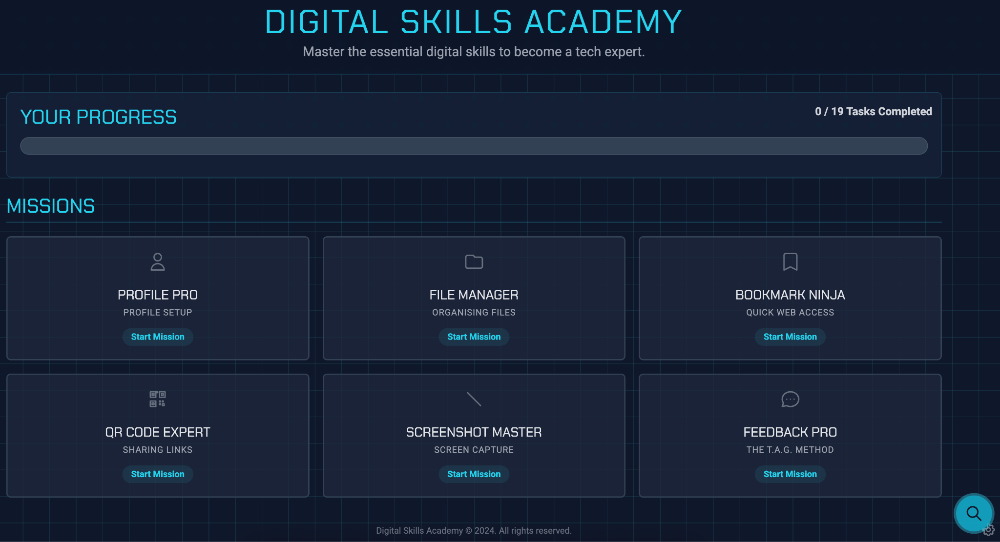 DIGITAL SKILLS ACADEMY
Master the essential digital skills to become a tech expert.
YOUR PROGRESS
0 / 19 Tasks Completed
MISSIONS
PROFILE PRO
PROFILE SETUP
Start Mission
FILE MANAGER
ORGANISING FILES
Start Mission
BOOKMARK NINJA
QUICK WEB ACCESS
Start Mission
QR CODE EXPERT
SHARING LINKS
Start Mission
SCREENSHOT MASTER
SCREEN CAPTURE
Start Mission
FEEDBACK PRO
THE T.A.G. METHOD
Start Mission
Digital Skills Academy © 2024. All rights reserved.